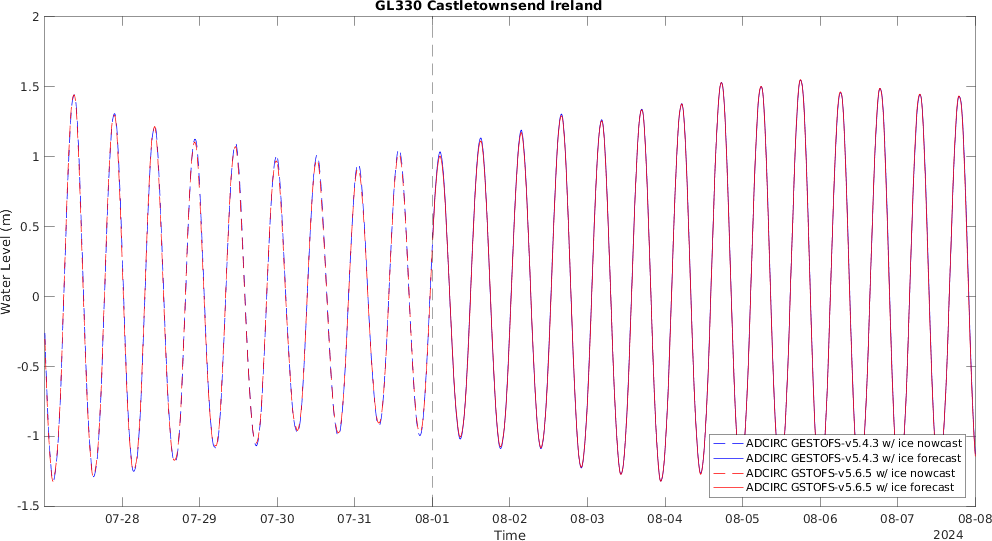 GL330 Castletownsend Ireland
2
1.5
1
0.5
0
-0.5
-1
-1.5
Water Level (m)
ADCIRC GESTOFS-v5.4.3 w/ ice nowcast
ADCIRC GESTOFS-v5.4.3 w/ ice forecast
ADCIRC GSTOFS-v5.6.5 w/ ice nowcast
ADCIRC GSTOFS-v5.6.5 w/ ice forecast
07-28 07-29 07-30 07-31 08-01 08-02 08-03 08-04 08-05 08-06 08-07 08-08
Time
2024